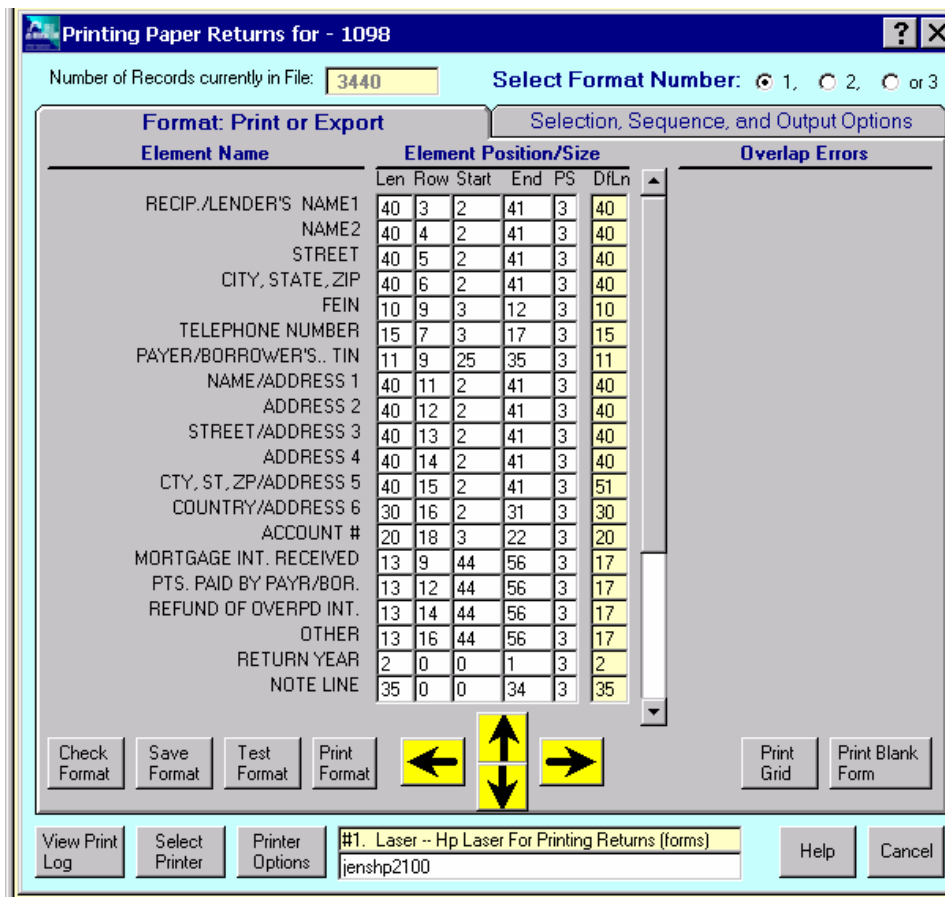 Printing Paper Returns for - 1098
Number of Records currently in File: 3440 Select Format Number: 1, 2, or 3
Format: Print or Export Selection, Sequence, and Output Options
Element Name Element Position/Size Overlap Errors
Len Row Start End PS DfLn
RECIP./LENDER'S NAME1 40 3 2 41 3 40
NAME2 40 4 2 41 3 40
STREET 40 5 2 41 3 40
CITY, STATE, ZIP 40 6 2 41 3 40
FEIN 10 9 3 12 3 10
TELEPHONE NUMBER 15 7 3 17 3 15
PAYER/BORROWER'S.. TIN 11 9 25 35 3 11
NAME/ADDRESS 1 40 11 2 41 3 40
ADDRESS 2 40 12 2 41 3 40
STREET/ADDRESS 3 40 13 2 41 3 40
ADDRESS 4 40 14 2 41 3 40
CTY, ST, ZP/ADDRESS 5 40 15 2 41 3 51
COUNTRY/ADDRESS 6 30 16 2 31 3 30
ACCOUNT # 20 18 3 22 3 20
MORTGAGE INT. RECEIVED 13 9 44 56 3 17
PTS. PAID BY PAYR/BOR. 13 12 44 56 3 17
REFUND OF OVERPD INT. 13 14 44 56 3 17
OTHER 13 16 44 56 3 17
RETURN YEAR 2 0 0 1 3 2
NOTE LINE 35 0 0 34 3 35
Check Format Save Format Test Format Print Format Print Grid Print Blank Form
View Print Log Select Printer Printer Options #1. Laser -- Hp Laser For Printing Returns (forms) Help Cancel
jenshp2100